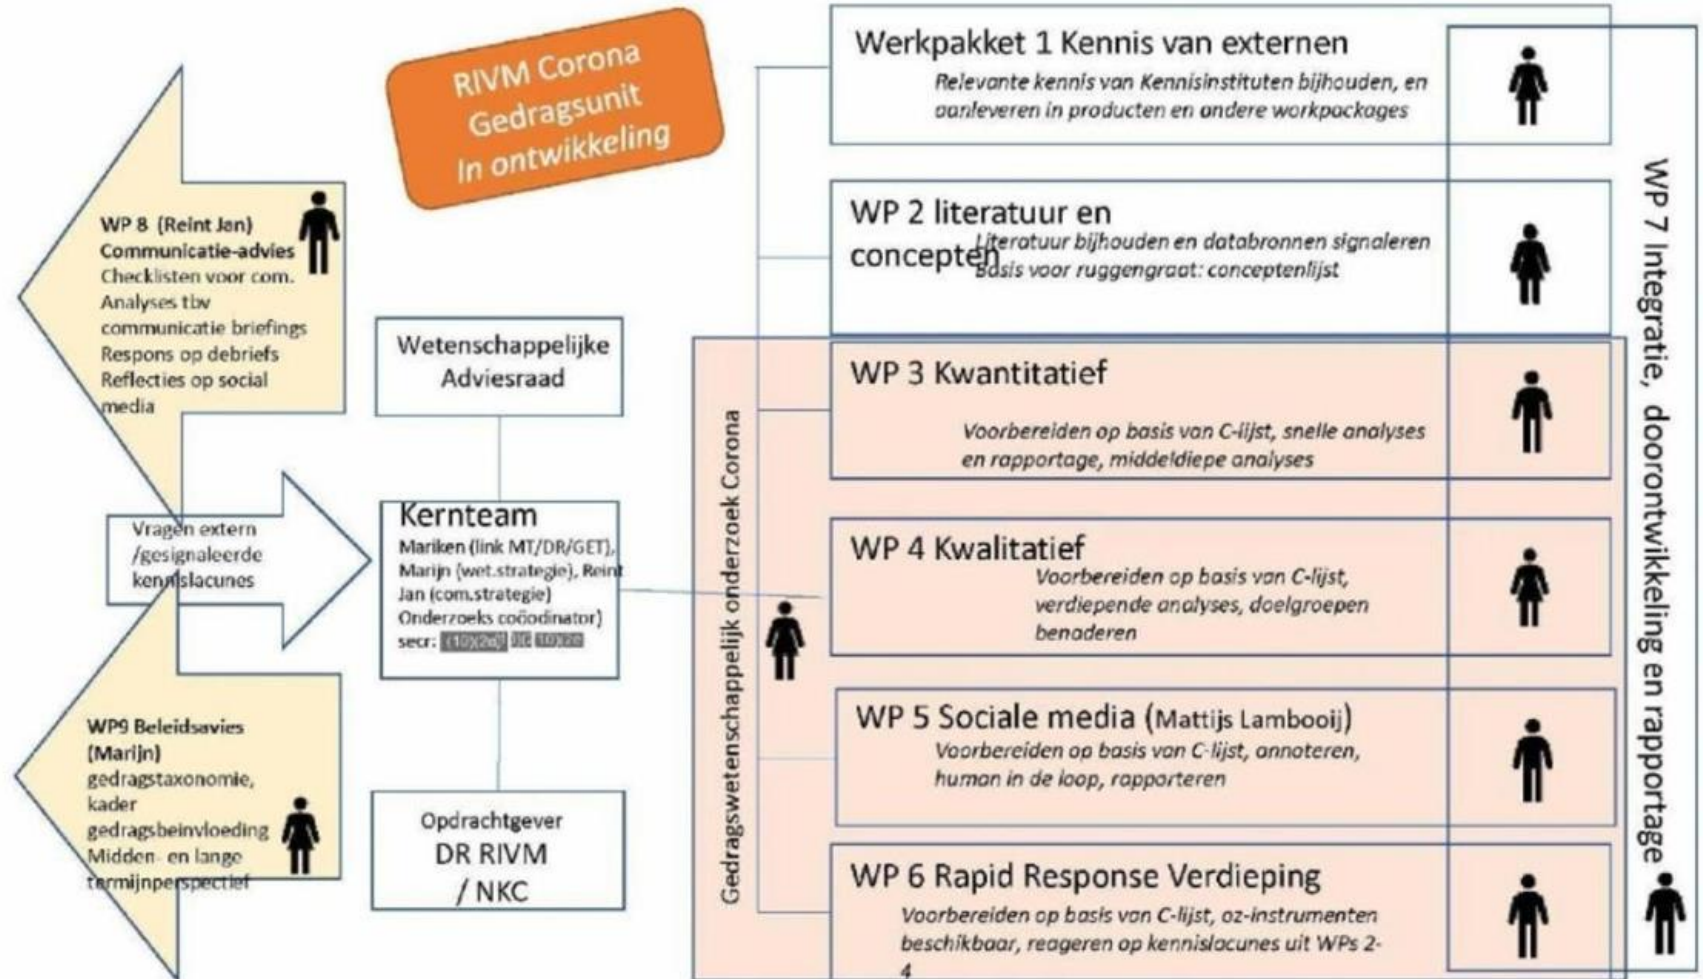 RIVM Corona
Gedragsunit
In ontwikkeling
WP 8 (Reint Jan)
Communicatie-advies
Checklisten voor com.
Analyses tbv
communicatie briefings
Respons op debriefs
Reflecties op social
media
Vragen extern
/gesignaleerde
kennislacunes
WP9 Beleidsavies
(Marijn)
gedragstaxonomie,
kader
gedragsbeinvloeding
Midden- en lange
termijnperspectief
Wetenschappelijke
Adviesraad
Kernteam
Mariken (link MT/DR/GET),
Marijn (wet.strategie), Reint
Jan (com.strategie)
Onderzoeks coöodinator)
secr:
Opdrachtgever
DR RIVM
/ NKC
Gedragswetenschappelijk onderzoek Corona
Werkpakket 1 Kennis van externen
Relevante kennis van Kennisinstituten bijhouden, en
aanleveren in producten en andere workpackages
WP 2 literatuur en
concepten
Literatuur bijhouden en databronnen signaleren
Basis voor ruggengraat: conceptenlijst
WP 3 Kwantitatief
Voorbereiden op basis van C-lijst, snelle analyses
en rapportage, middeldiepe analyses
WP 4 Kwalitatief
Voorbereiden op basis van C-lijst,
verdiepende analyses, doelgroepen
benaderen
WP 5 Sociale media (Mattijs Lambooij)
Voorbereiden op basis van C-lijst, annoteren,
human in de loop, rapporteren
WP 6 Rapid Response Verdieping
Voorbereiden op basis van C-lijst, oz-instrumenten
beschikbaar, reageren op kennislacunes uit WPs 2-
4
WP 7 Integratie, doorontwikkeling en rapportage